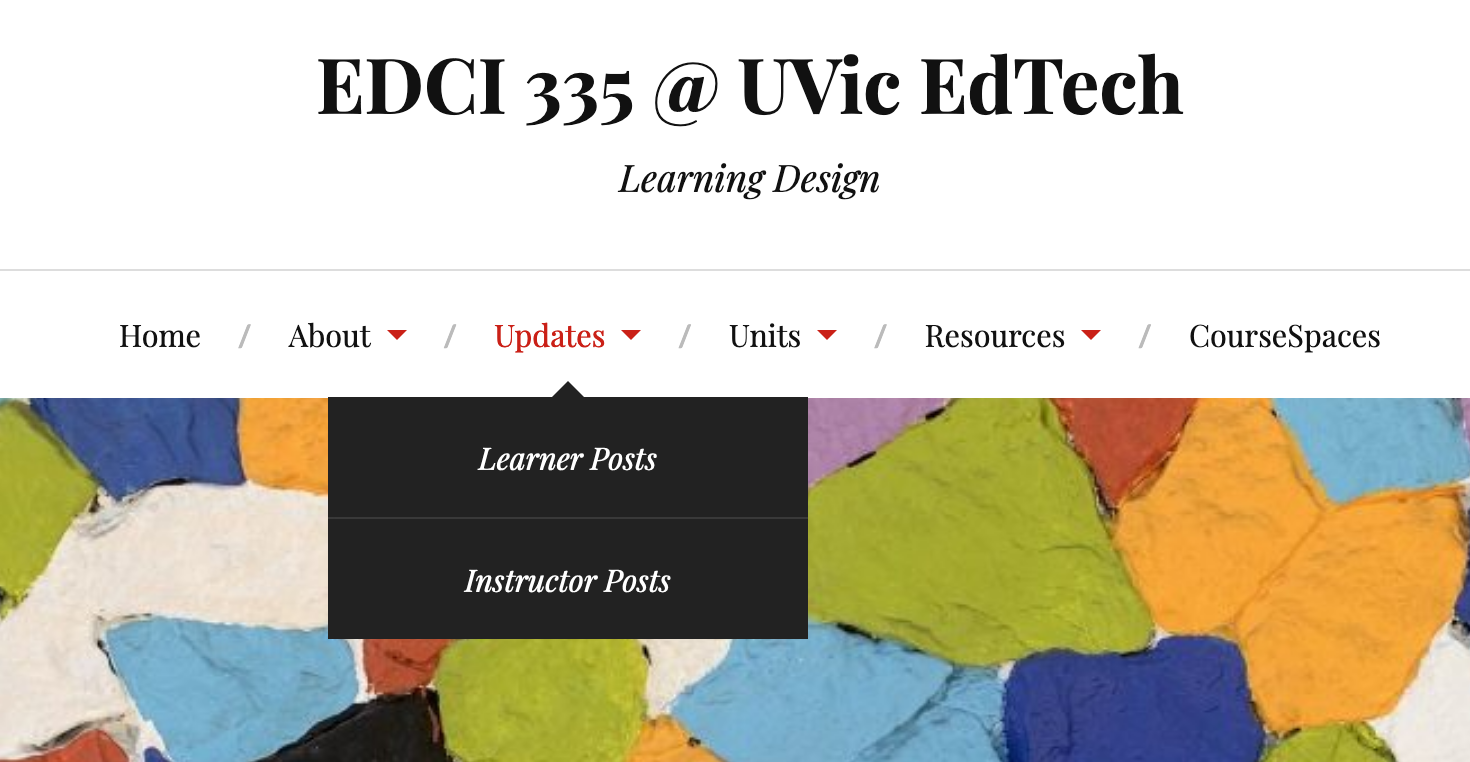 EDCI 335 @ UVic EdTech
Learning Design
Home / About / Updates / Units / Resources / CourseSpaces
Learner Posts
Instructor Posts